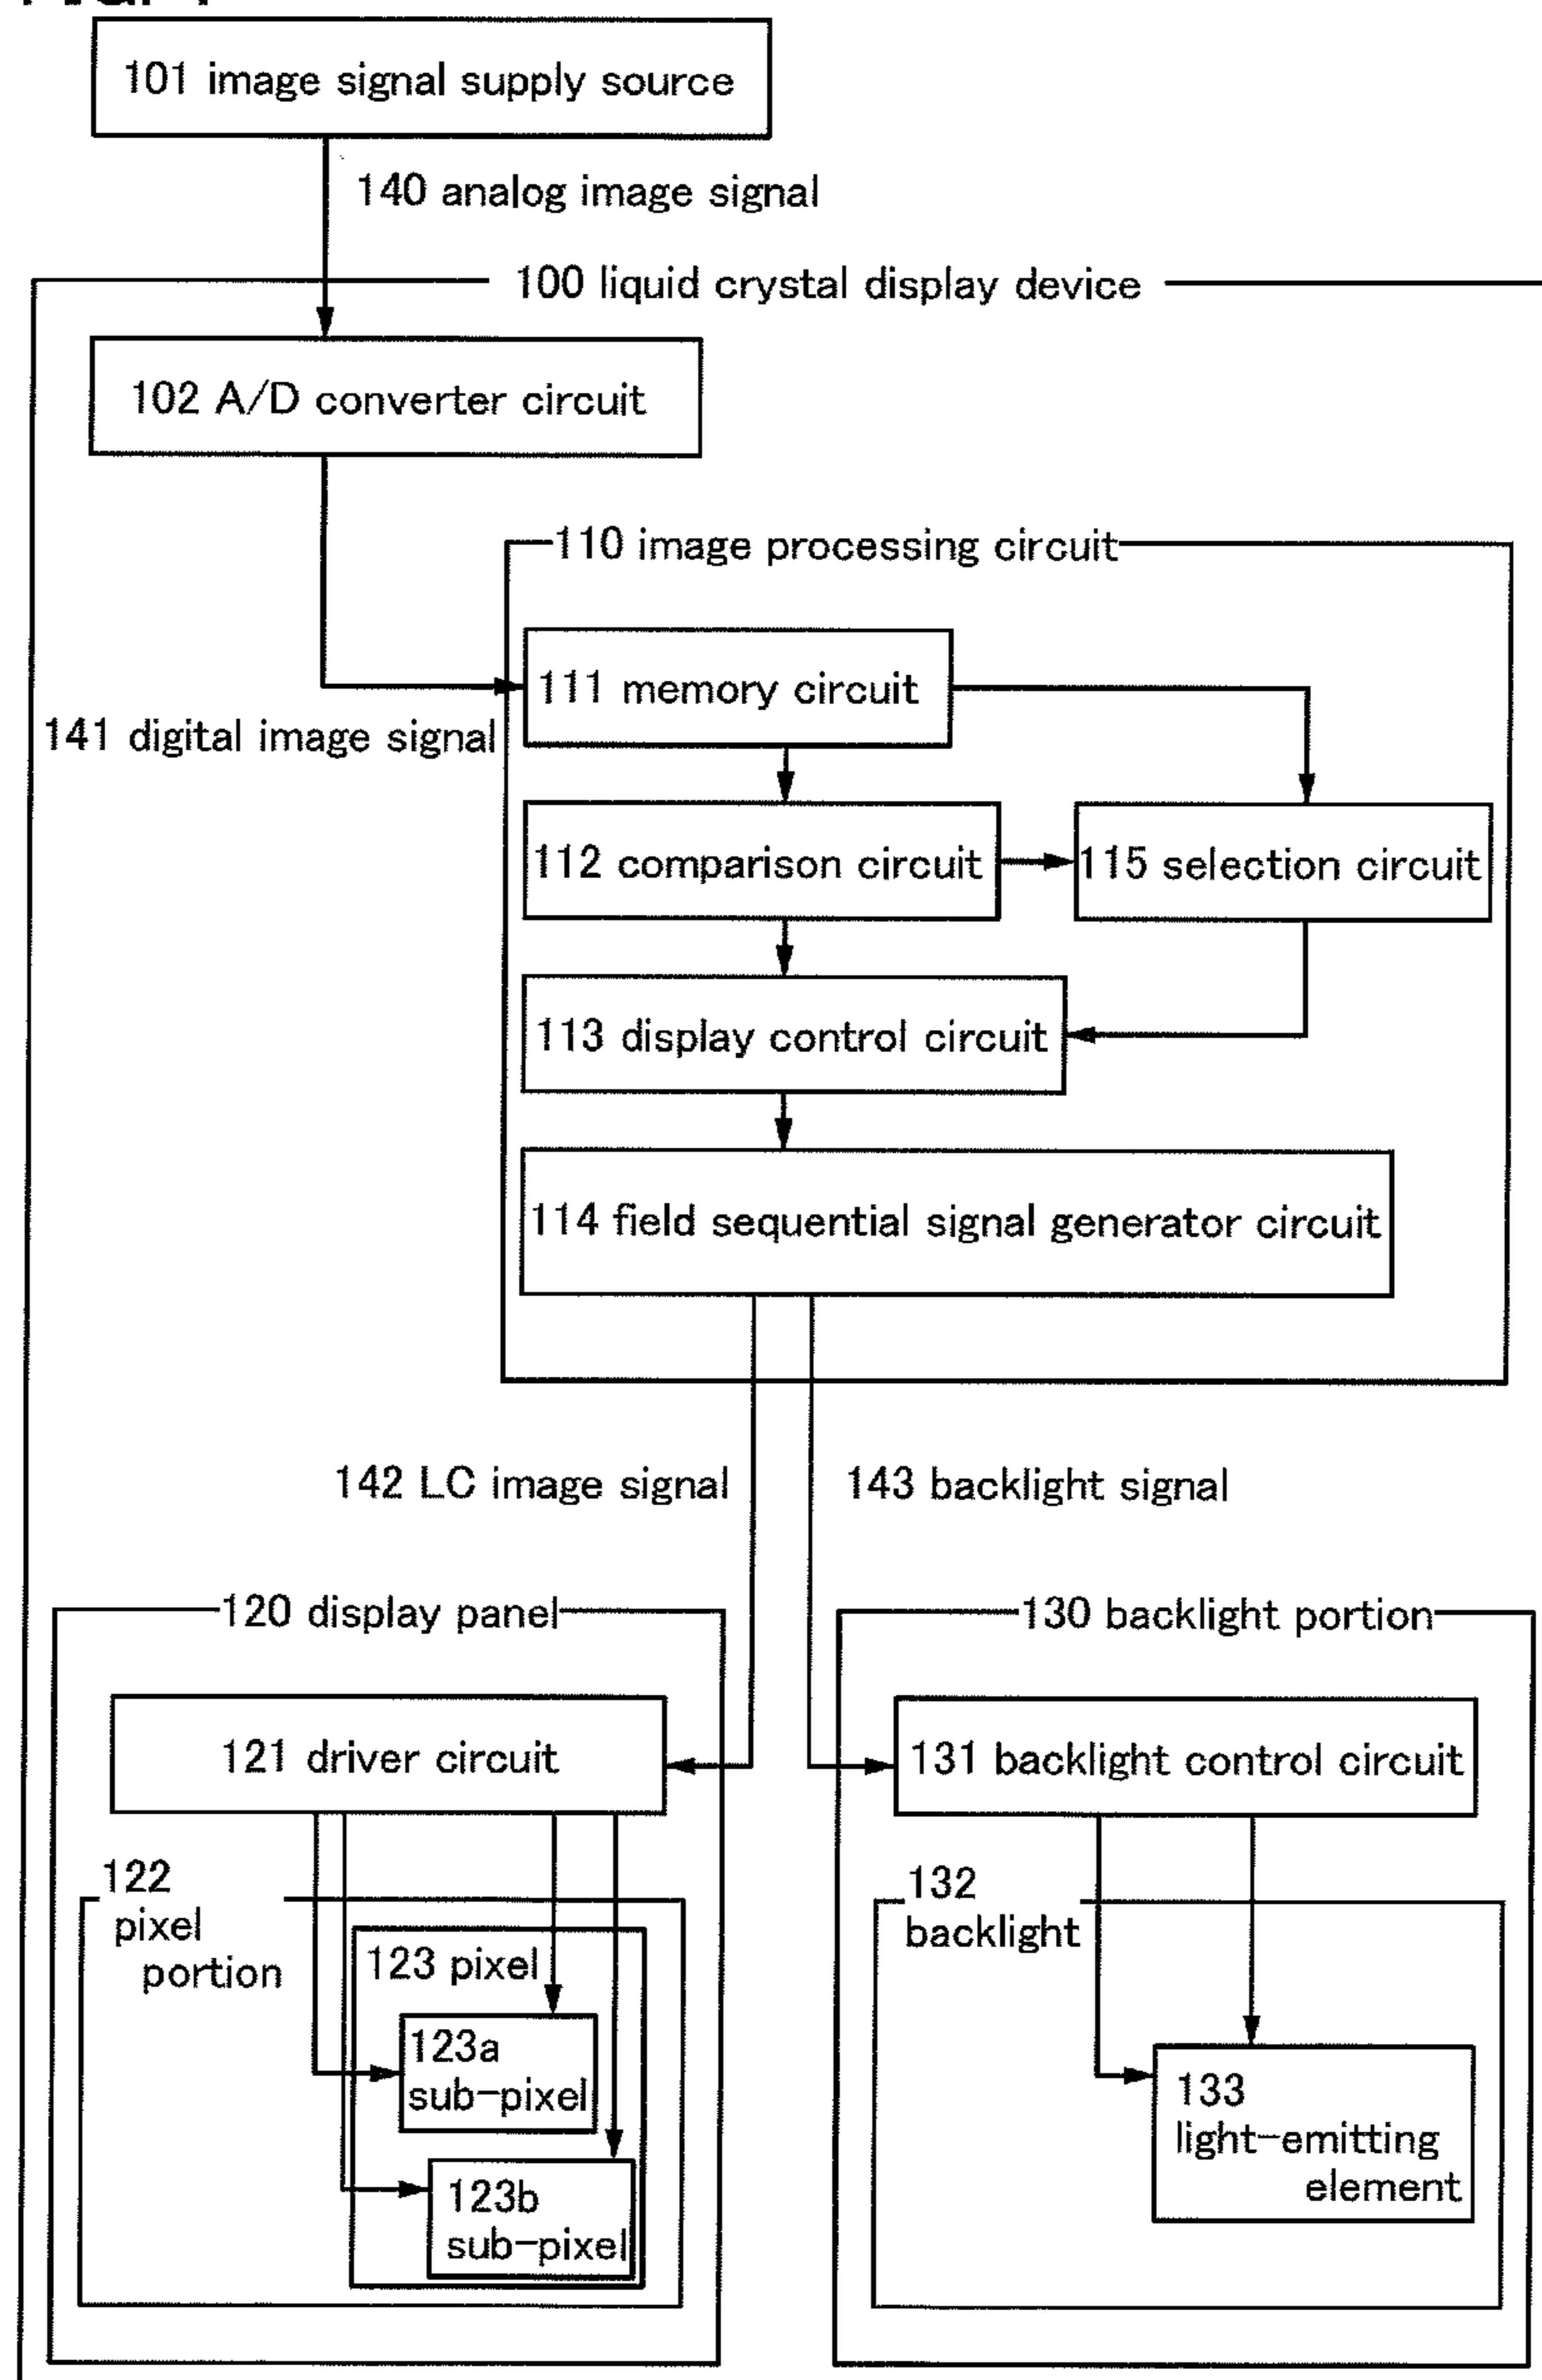 101 image signal supply source
140 analog image signal
100 liquid crystal display device
102 A/D converter circuit
110 image processing circuit
111 memory circuit
141 digital image signal
112 comparison circuit
115 selection circuit
113 display control circuit
114 field sequential signal generator circuit
142 LC image signal
143 backlight signal
120 display panel
130 backlight portion
121 driver circuit
131 backlight control circuit
122
pixel
portion
132
backlight
123 pixel
123a
sub-pixel
133
light-emitting
element
123b
sub-pixel